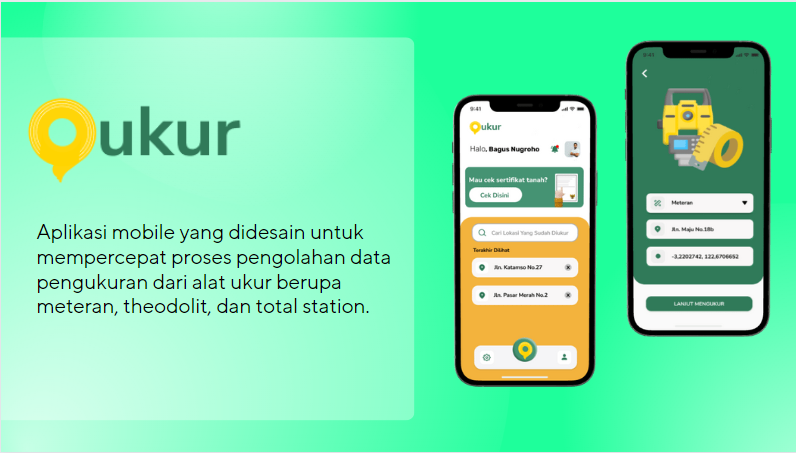 ukur
Aplikasi mobile yang didesain untuk
mempercepat proses pengolahan data
pengukuran dari alat ukur berupa
meteran, theodolit, dan total station.
9:41
ukur
Halo, Bagus Nugroho
Mau cek sertifikat tanah?
Cek Disini
Cari Lokasi Yang Sudah Diukur
Terakhir Dilihat
Jln. Katamso No.27
Jln. Pasar Merah No.2
9:41
Meteran
Jln. Maju No.18b
-3,2202742, 122,6706652
LANJUT MENGUKUR